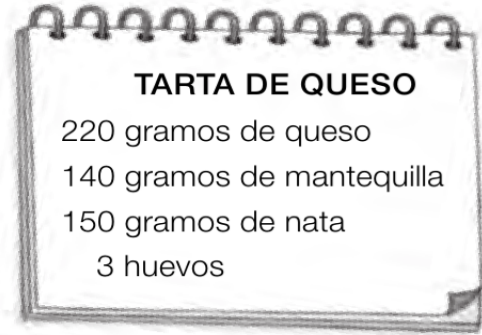 TARTA DE QUESO
220 gramos de queso
140 gramos de mantequilla
150 gramos de nata
3 huevos